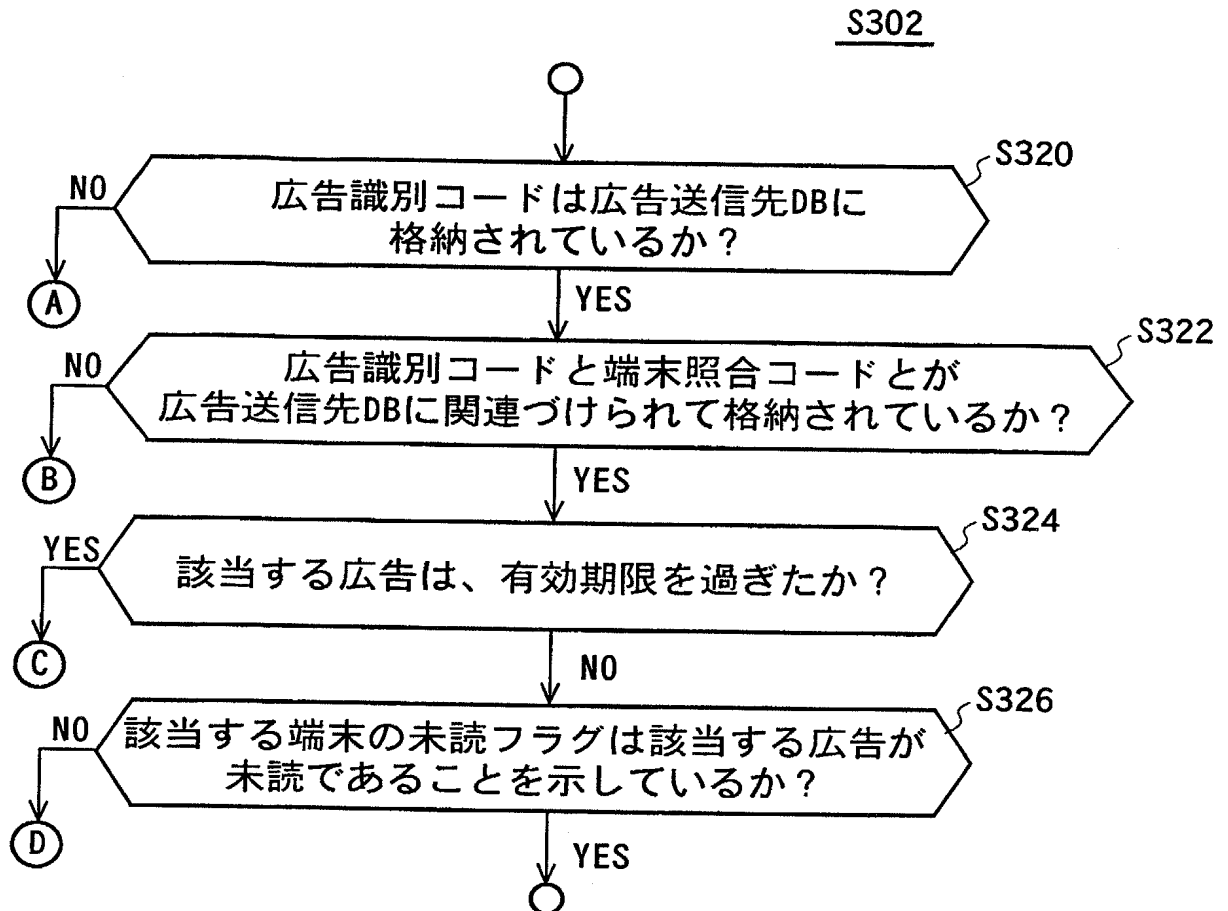 S302
S320
NO
広告識別コードは広告送信先DBに
格納されているか?
A
YES
S322
NO
広告識別コードと端末照合コードとが
広告送信先DBに関連づけられて格納されているか?
B
YES
S324
YES
該当する広告は、有効期限を過ぎたか?
C
NO
S326
NO
該当する端末の未読フラグは該当する広告が
未読であることを示しているか?
D
YES